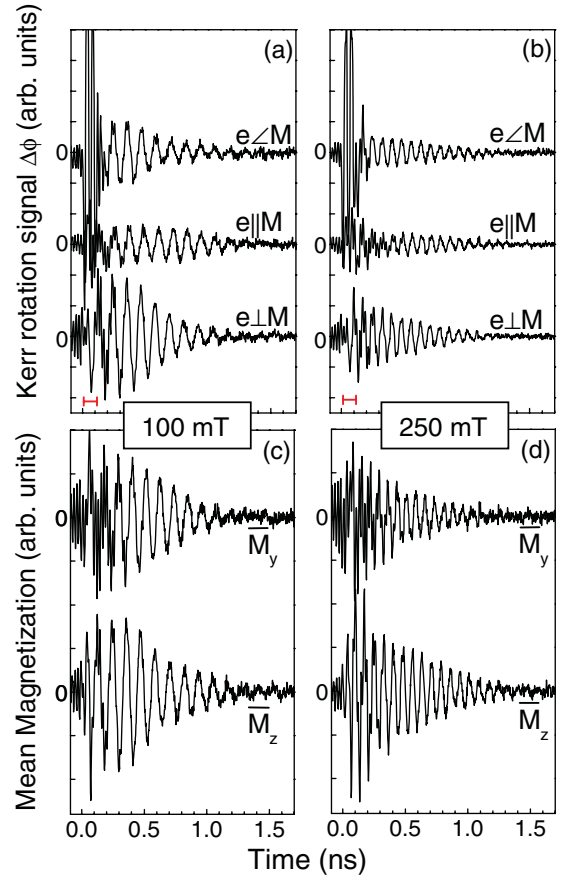 Kerr rotation signal Δϕ (arb. units)
(a)
0
e∠M
0
e||M
0
e⊥M
(b)
0
e∠M
0
e||M
0
e⊥M
100 mT
250 mT
Mean Magnetization (arb. units)
(c)
0
M̅y
0
M̅z
0.0 0.5 1.0 1.5
(d)
0
M̅y
0
M̅z
0.0 0.5 1.0 1.5
Time (ns)